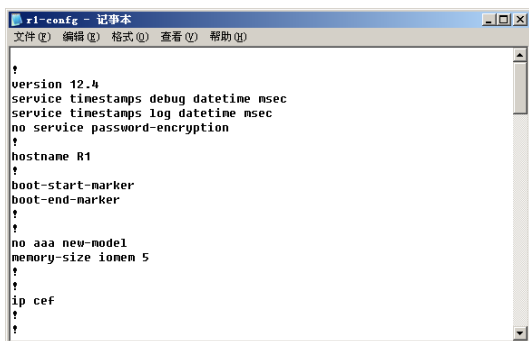 r1-confg - 记事本
文件(F) 编辑(E) 格式(O) 查看(V) 帮助(H)
!
version 12.4
service timestamps debug datetime msec
service timestamps log datetime msec
no service password-encryption
!
hostname R1
!
boot-start-marker
boot-end-marker
!
!
no aaa new-model
memory-size iomem 5
!
!
ip cef
!
!